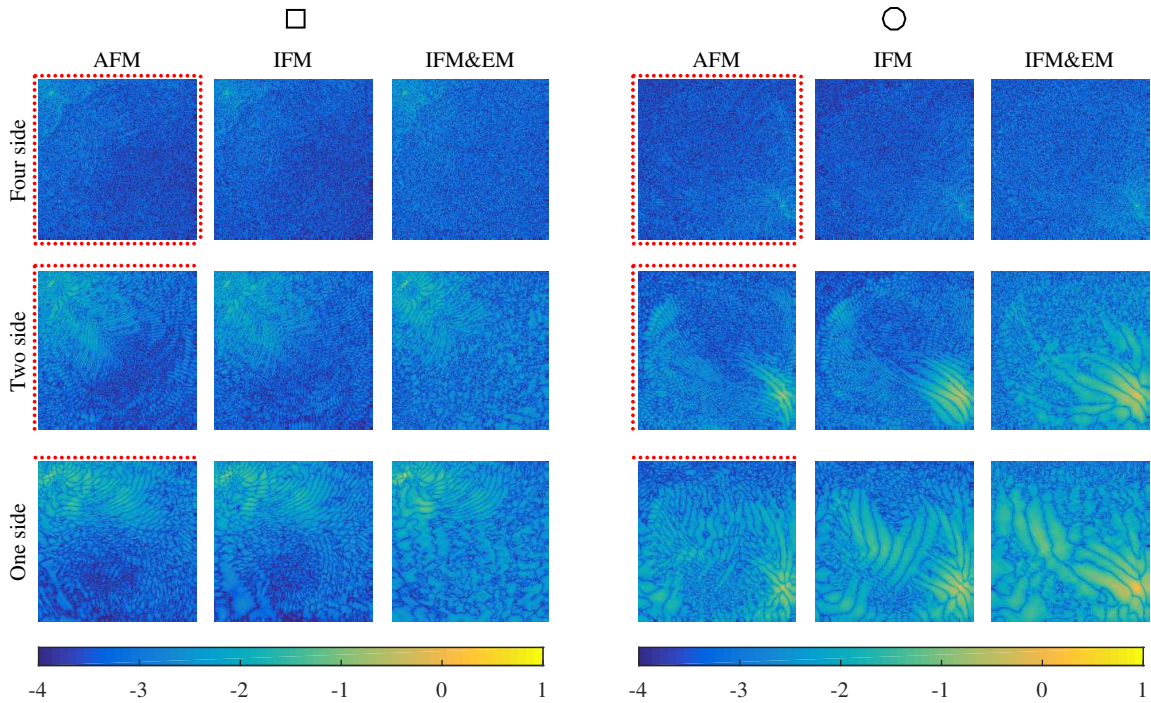 AFM IFM IFM&EM AFM IFM IFM&EM
Four side
Two side
One side
-4 -3 -2 -1 0 1 -4 -3 -2 -1 0 1